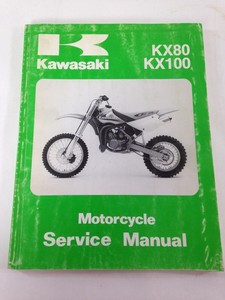 Kawasaki
KX80
KX100
Motorcycle
Service Manual